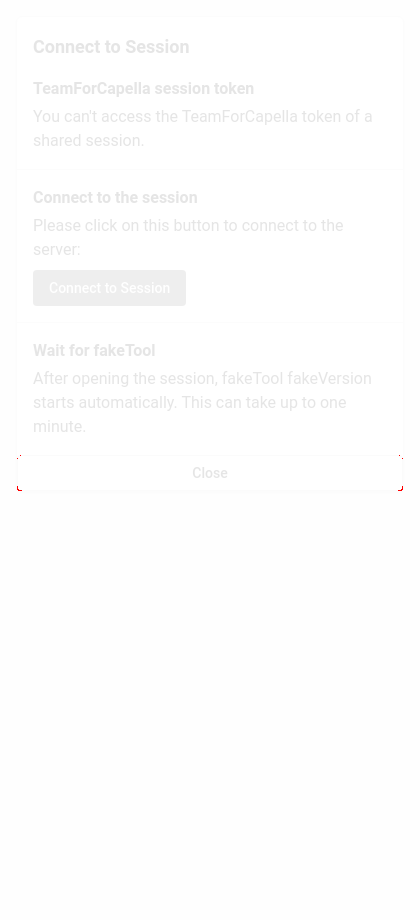 Connect to Session
TeamForCapella session token
You can't access the TeamForCapella token of a
shared session.
Connect to the session
Please click on this button to connect to the
server:
Connect to Session
Wait for fakeTool
After opening the session, fakeTool fakeVersion
starts automatically. This can take up to one
minute.
Close